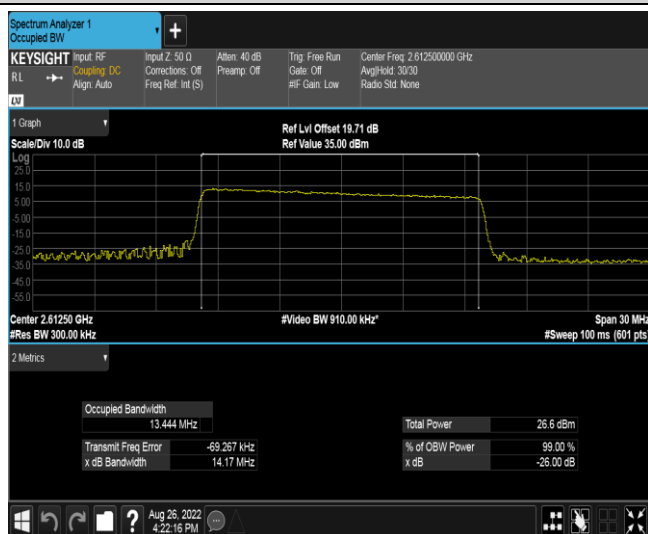 Spectrum Analyzer 1
Occupied BW
+
KEYSIGHT
RL
LXI
Input: RF
Coupling: DC
Align: Auto
Input Z: 50 Ω
Corrections: Off
Freq Ref: Int (S)
Atten: 40 dB
Preamp: Off
Trig: Free Run
Gate: Off
#IF Gain: Low
Center Freq: 2.612500000 GHz
Avg|Hold: 30/30
Radio Std: None
1 Graph
Scale/Div 10.0 dB
Ref Lvl Offset 19.71 dB
Ref Value 35.00 dBm
Log
25.0
15.0
5.00
-5.00
-15.0
-25.0
-35.0
-45.0
-55.0
Center 2.61250 GHz
#Res BW 300.00 kHz
#Video BW 910.00 kHz*
Span 30 MHz
#Sweep 100 ms (601 pts)
2 Metrics
Occupied Bandwidth
13.444 MHz
Transmit Freq Error -69.267 kHz
x dB Bandwidth 14.17 MHz
Total Power 26.6 dBm
% of OBW Power 99.00 %
x dB -26.00 dB
?
Aug 26, 2022
4:22:16 PM